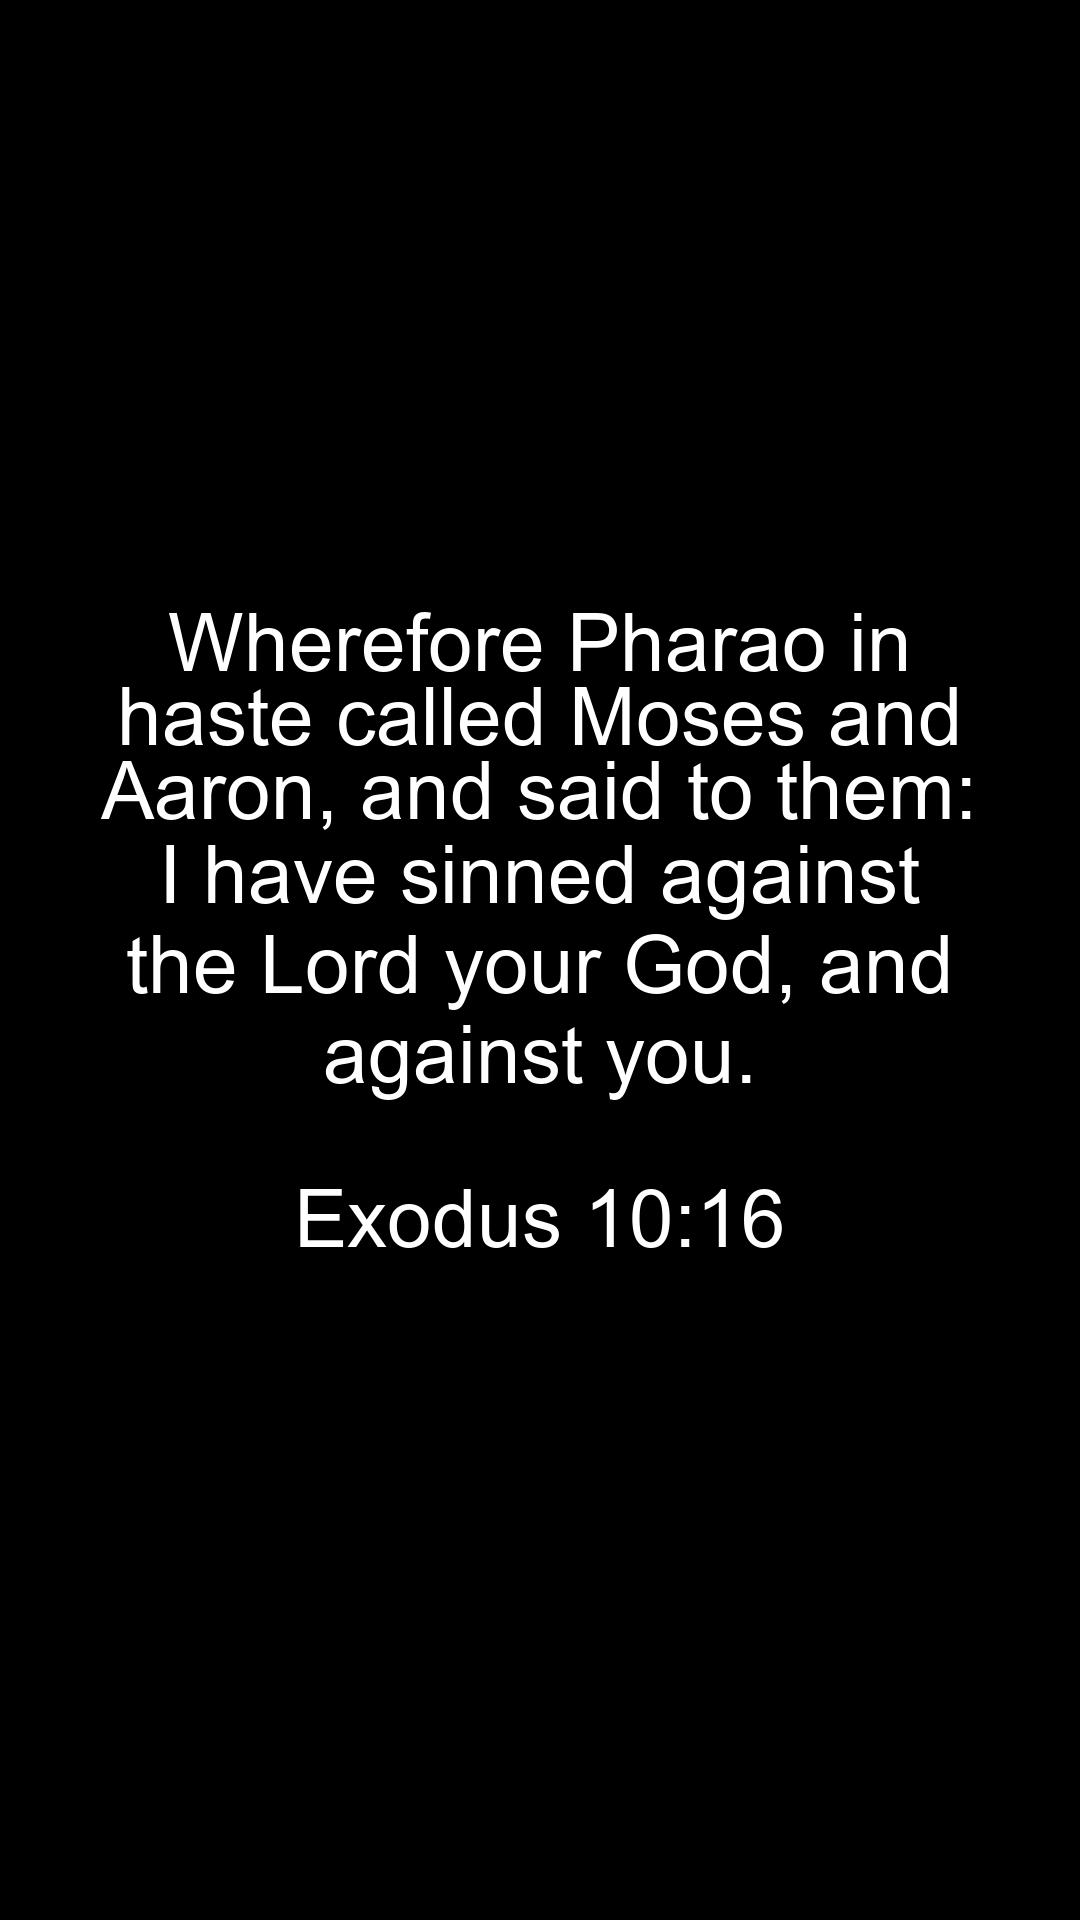 Wherefore Pharao in
haste called Moses and
Aaron, and said to them:
I have sinned against
the Lord your God, and
against you.
Exodus 10:16